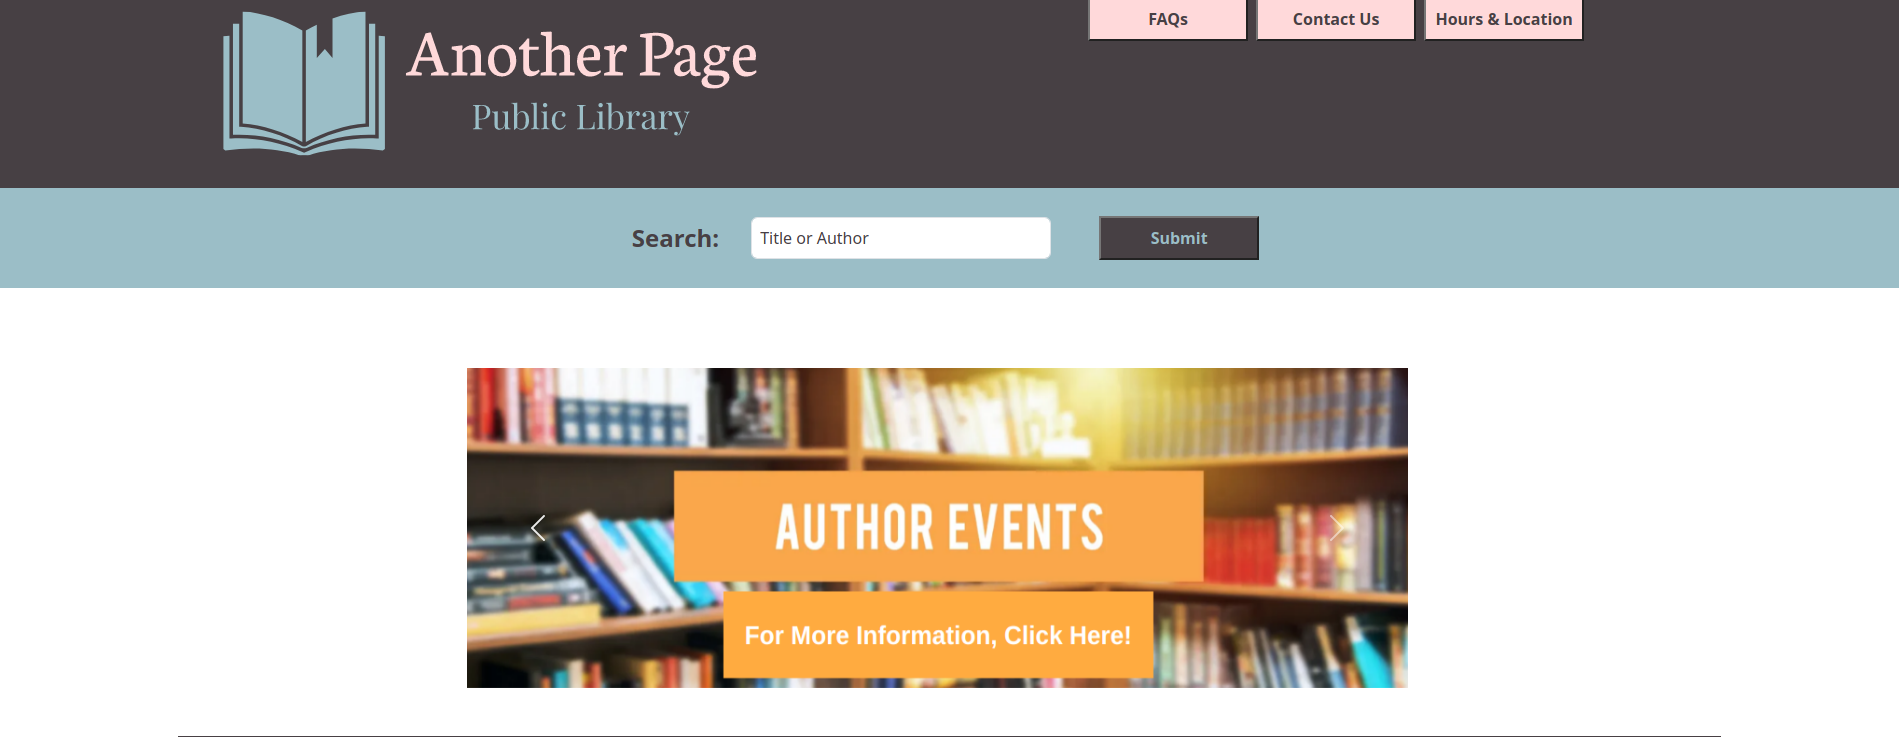 Another Page
Public Library
FAQs
Contact Us
Hours & Location
Search:
Title or Author
Submit
AUTHOR EVENTS
For More Information, Click Here!